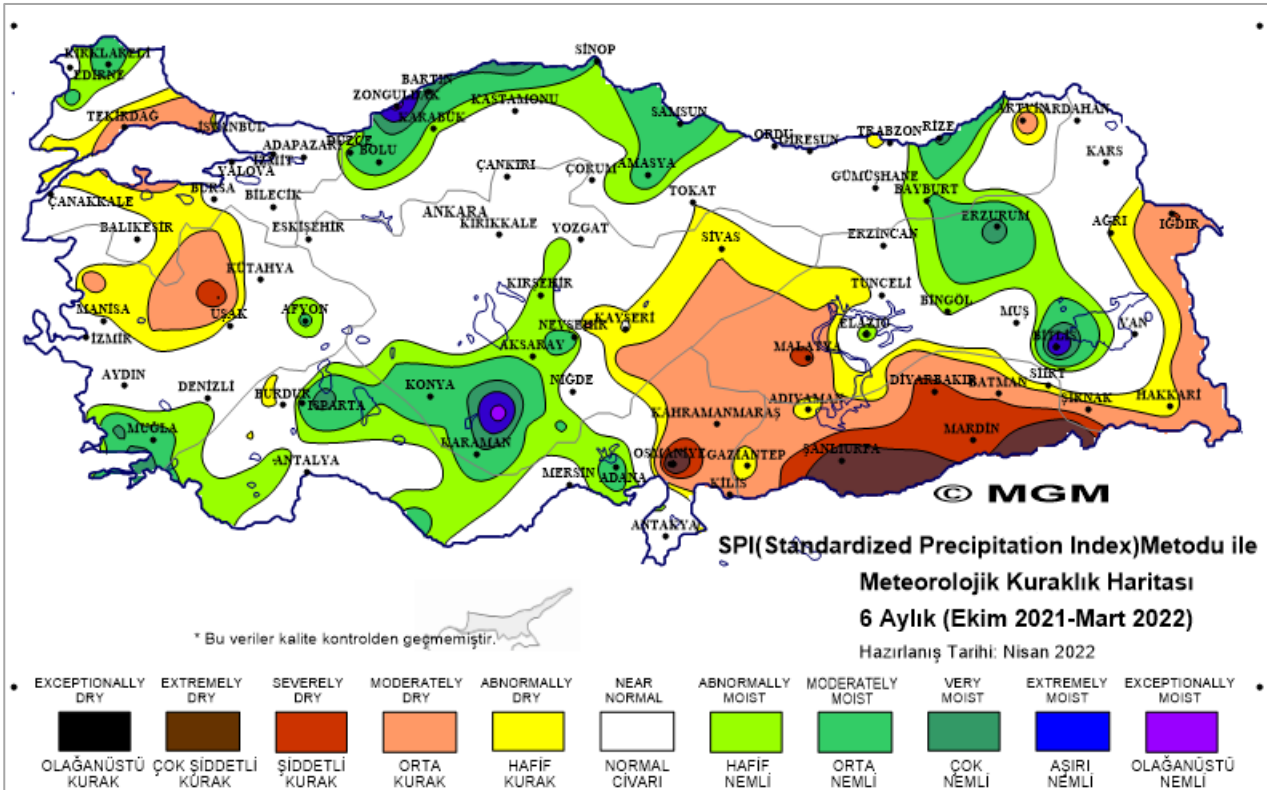 SİNOP
KIRKLARELİ
EDİRNE
BARTIN
ZONGULDAK
KASTAMONU
TEKİRDAĞ
İSTANBUL
KARABÜK
SAMSUN
ARTVİN
ARDAHAN
ORDU
GİRESUN
TRABZON
RİZE
DÜZCE
ADAPAZARI
İZMİT
BOLU
YALOVA
ÇANKIRI
ÇORUM
AMASYA
KARS
BURSA
BİLECİK
TOKAT
GÜMÜŞHANE
BAYBURT
ÇANAKKALE
ANKARA
KIRIKKALE
ERZURUM
IĞDIR
BALIKESİR
ESKİŞEHİR
YOZGAT
SİVAS
ERZİNCAN
AĞRI
KÜTAHYA
KIRŞEHİR
TUNCELİ
MANİSA
UŞAK
AFYON
NEVŞEHİR
KAYSERİ
ELAZIĞ
BİNGÖL
MUŞ
VAN
İZMİR
AKSARAY
MALATYA
BİTLİS
AYDIN
DENİZLİ
BURDUR
ISPARTA
KONYA
NİĞDE
DİYARBAKIR
BATMAN
SİİRT
ŞIRNAK
HAKKARİ
MUĞLA
KAHRAMANMARAŞ
ADIYAMAN
KARAMAN
MARDİN
ANTALYA
MERSİN
ADANA
OSMANİYE
GAZİANTEP
ŞANLIURFA
KİLİS
ANTAKYA
© MGM
SPI(Standardized Precipitation Index)Metodu ile
Meteorolojik Kuraklık Haritası
6 Aylık (Ekim 2021-Mart 2022)
Hazırlanış Tarihi: Nisan 2022
* Bu veriler kalite kontrolden geçmemiştir.
EXCEPTIONALLY DRY
EXTREMELY DRY
SEVERELY DRY
MODERATELY DRY
ABNORMALLY DRY
NEAR NORMAL
ABNORMALLY MOIST
MODERATELY MOIST
VERY MOIST
EXTREMELY MOIST
EXCEPTIONALLY MOIST
OLAĞANÜSTÜ KURAK
ÇOK ŞİDDETLİ KURAK
ŞİDDETLİ KURAK
ORTA KURAK
HAFİF KURAK
NORMAL CİVARI
HAFİF NEMLİ
ORTA NEMLİ
ÇOK NEMLİ
AŞIRI NEMLİ
OLAĞANÜSTÜ NEMLİ